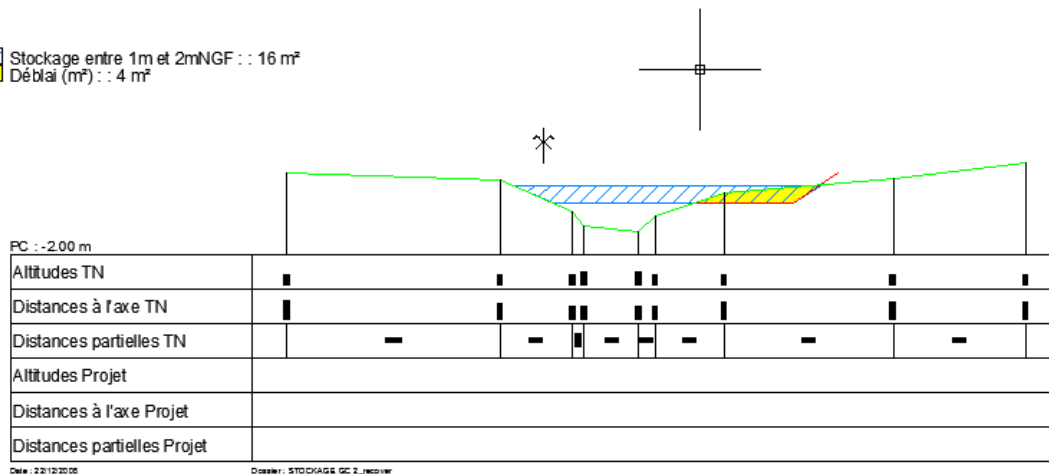 Stockage entre 1m et 2mNGF : : 16 m²
Déblai (m²) : : 4 m²
PC : -2.00 m
Altitudes TN
Distances à l'axe TN
Distances partielles TN
Altitudes Projet
Distances à l'axe Projet
Distances partielles Projet
Date : 22/12/2008
Dossier : STOCKAGE GC 2_recover